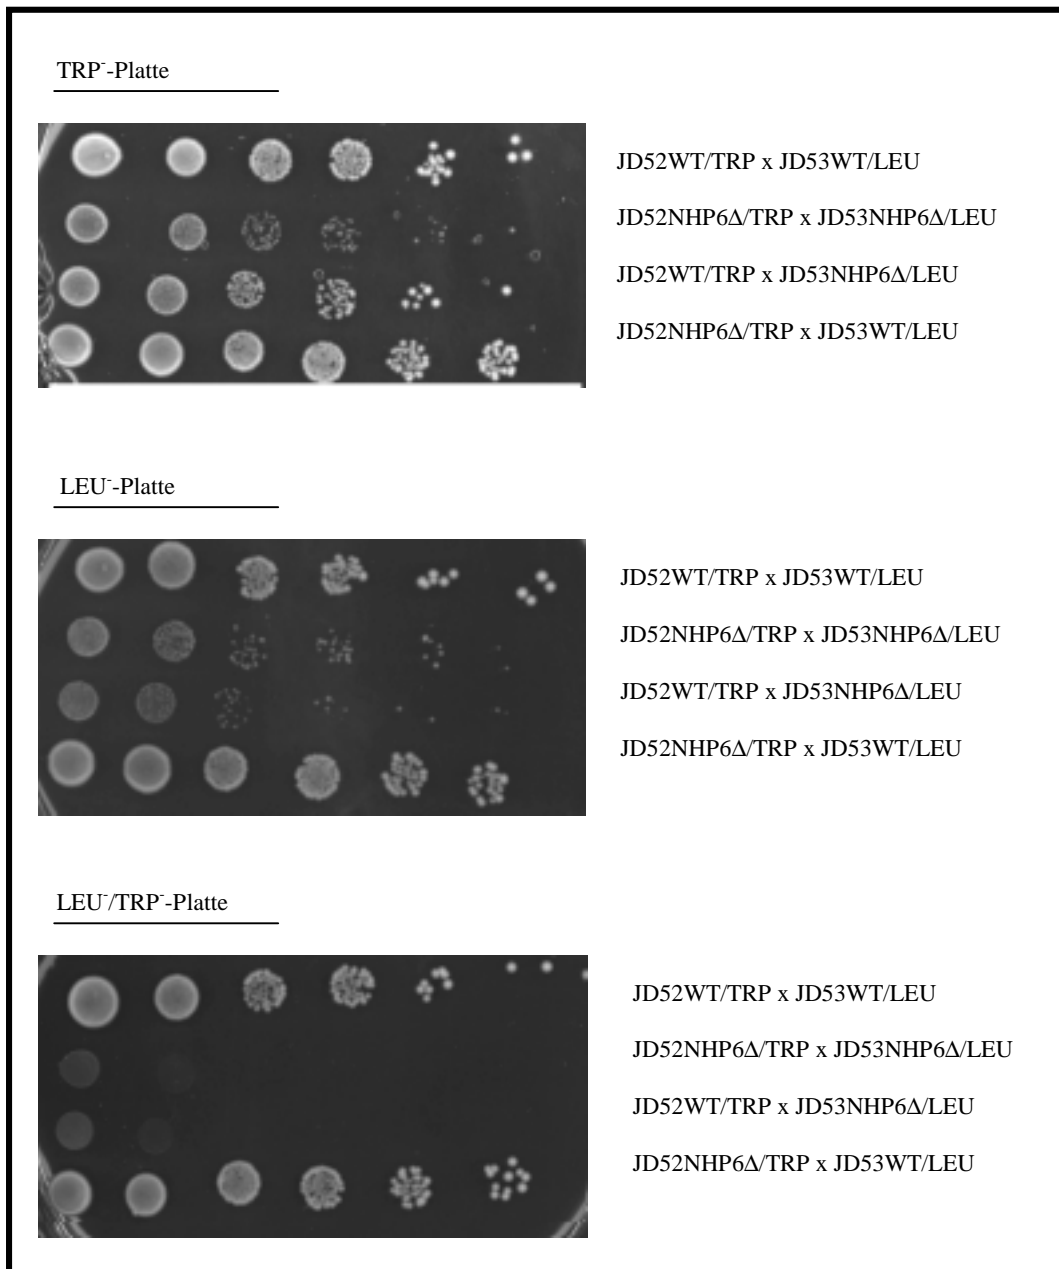 TRP⁻-Platte
JD52WT/TRP x JD53WT/LEU
JD52NHP6Δ/TRP x JD53NHP6Δ/LEU
JD52WT/TRP x JD53NHP6Δ/LEU
JD52NHP6Δ/TRP x JD53WT/LEU
LEU⁻-Platte
JD52WT/TRP x JD53WT/LEU
JD52NHP6Δ/TRP x JD53NHP6Δ/LEU
JD52WT/TRP x JD53NHP6Δ/LEU
JD52NHP6Δ/TRP x JD53WT/LEU
LEU⁻/TRP⁻-Platte
JD52WT/TRP x JD53WT/LEU
JD52NHP6Δ/TRP x JD53NHP6Δ/LEU
JD52WT/TRP x JD53NHP6Δ/LEU
JD52NHP6Δ/TRP x JD53WT/LEU